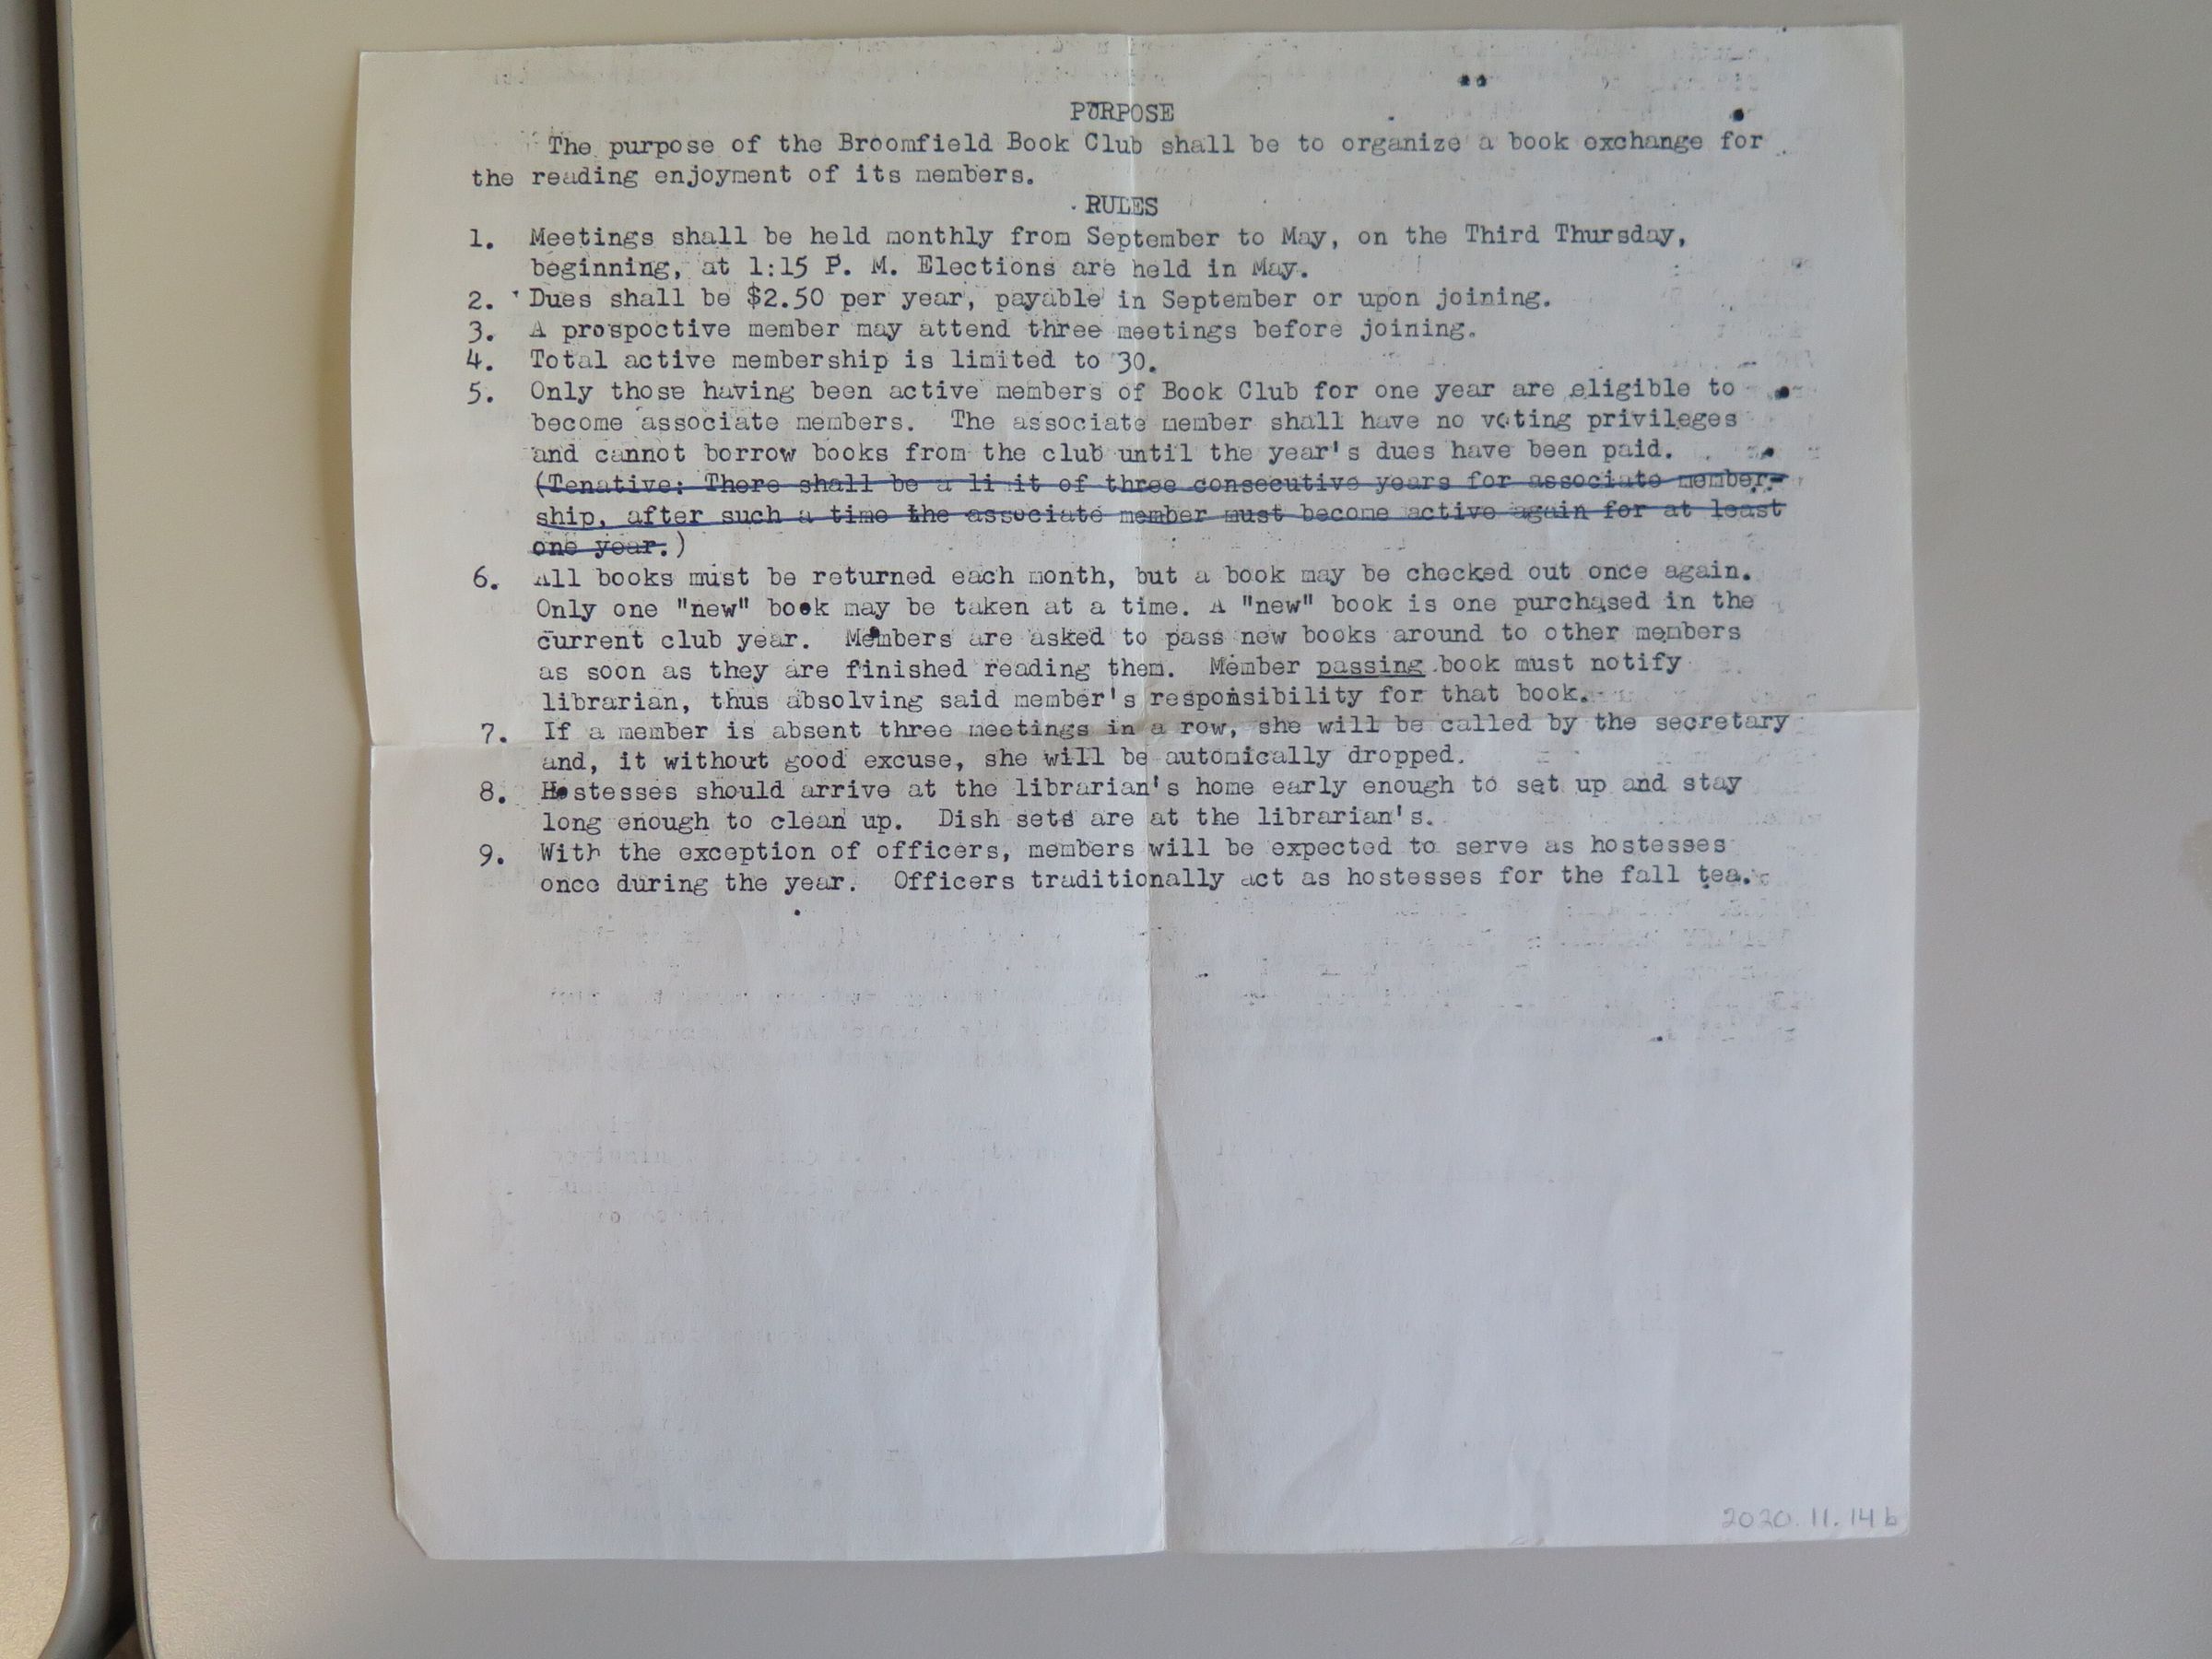 PURPOSE
The purpose of the Broomfield Book Club shall be to organize a book exchange for
the reading enjoyment of its members.
RULES
1. Meetings shall be held monthly from September to May, on the Third Thursday,
beginning, at 1:15 P. M. Elections are held in May.
2. Dues shall be $2.50 per year, payable in September or upon joining.
3. A prospective member may attend three meetings before joining.
4. Total active membership is limited to 30.
5. Only those having been active members of Book Club for one year are eligible to
become associate members. The associate member shall have no voting privileges
and cannot borrow books from the club until the year's dues have been paid.
(Tenative: There shall be a limit of three consecutive years for associate member-
ship, after such a time the associate member must become active again for at least
one year.)
6. All books must be returned each month, but a book may be checked out once again.
Only one "new" book may be taken at a time. A "new" book is one purchased in the
current club year. Members are asked to pass new books around to other members
as soon as they are finished reading them. Member passing book must notify
librarian, thus absolving said member's responsibility for that book.
7. If a member is absent three meetings in a row, she will be called by the secretary
and, it without good excuse, she will be automically dropped.
8. Hostesses should arrive at the librarian's home early enough to set up and stay
long enough to clean up. Dish sets are at the librarian's.
9. With the exception of officers, members will be expected to serve as hostesses
once during the year. Officers traditionally act as hostesses for the fall tea.
2020.11.14 b